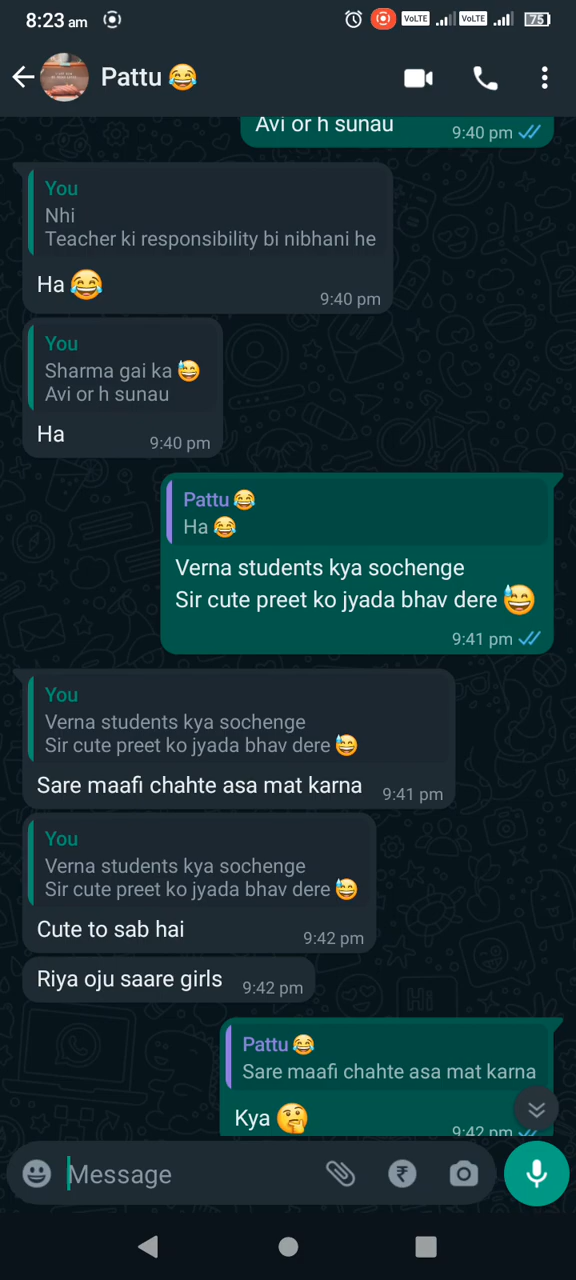 8:23 am
VoLTE
VoLTE
75
Pattu 😂
Avi or h sunau
9:40 pm
You
Nhi
Teacher ki responsibility bi nibhani he
Ha 😂
9:40 pm
You
Sharma gai ka 😅
Avi or h sunau
Ha
9:40 pm
Pattu 😂
Ha 😂
Verna students kya sochenge
Sir cute preet ko jyada bhav dere 😅
9:41 pm
You
Verna students kya sochenge
Sir cute preet ko jyada bhav dere 😅
Sare maafi chahte asa mat karna
9:41 pm
You
Verna students kya sochenge
Sir cute preet ko jyada bhav dere 😅
Cute to sab hai
9:42 pm
Riya oju saare girls
9:42 pm
Pattu 😂
Sare maafi chahte asa mat karna
Kya 🤔
9:42 pm
Message
₹